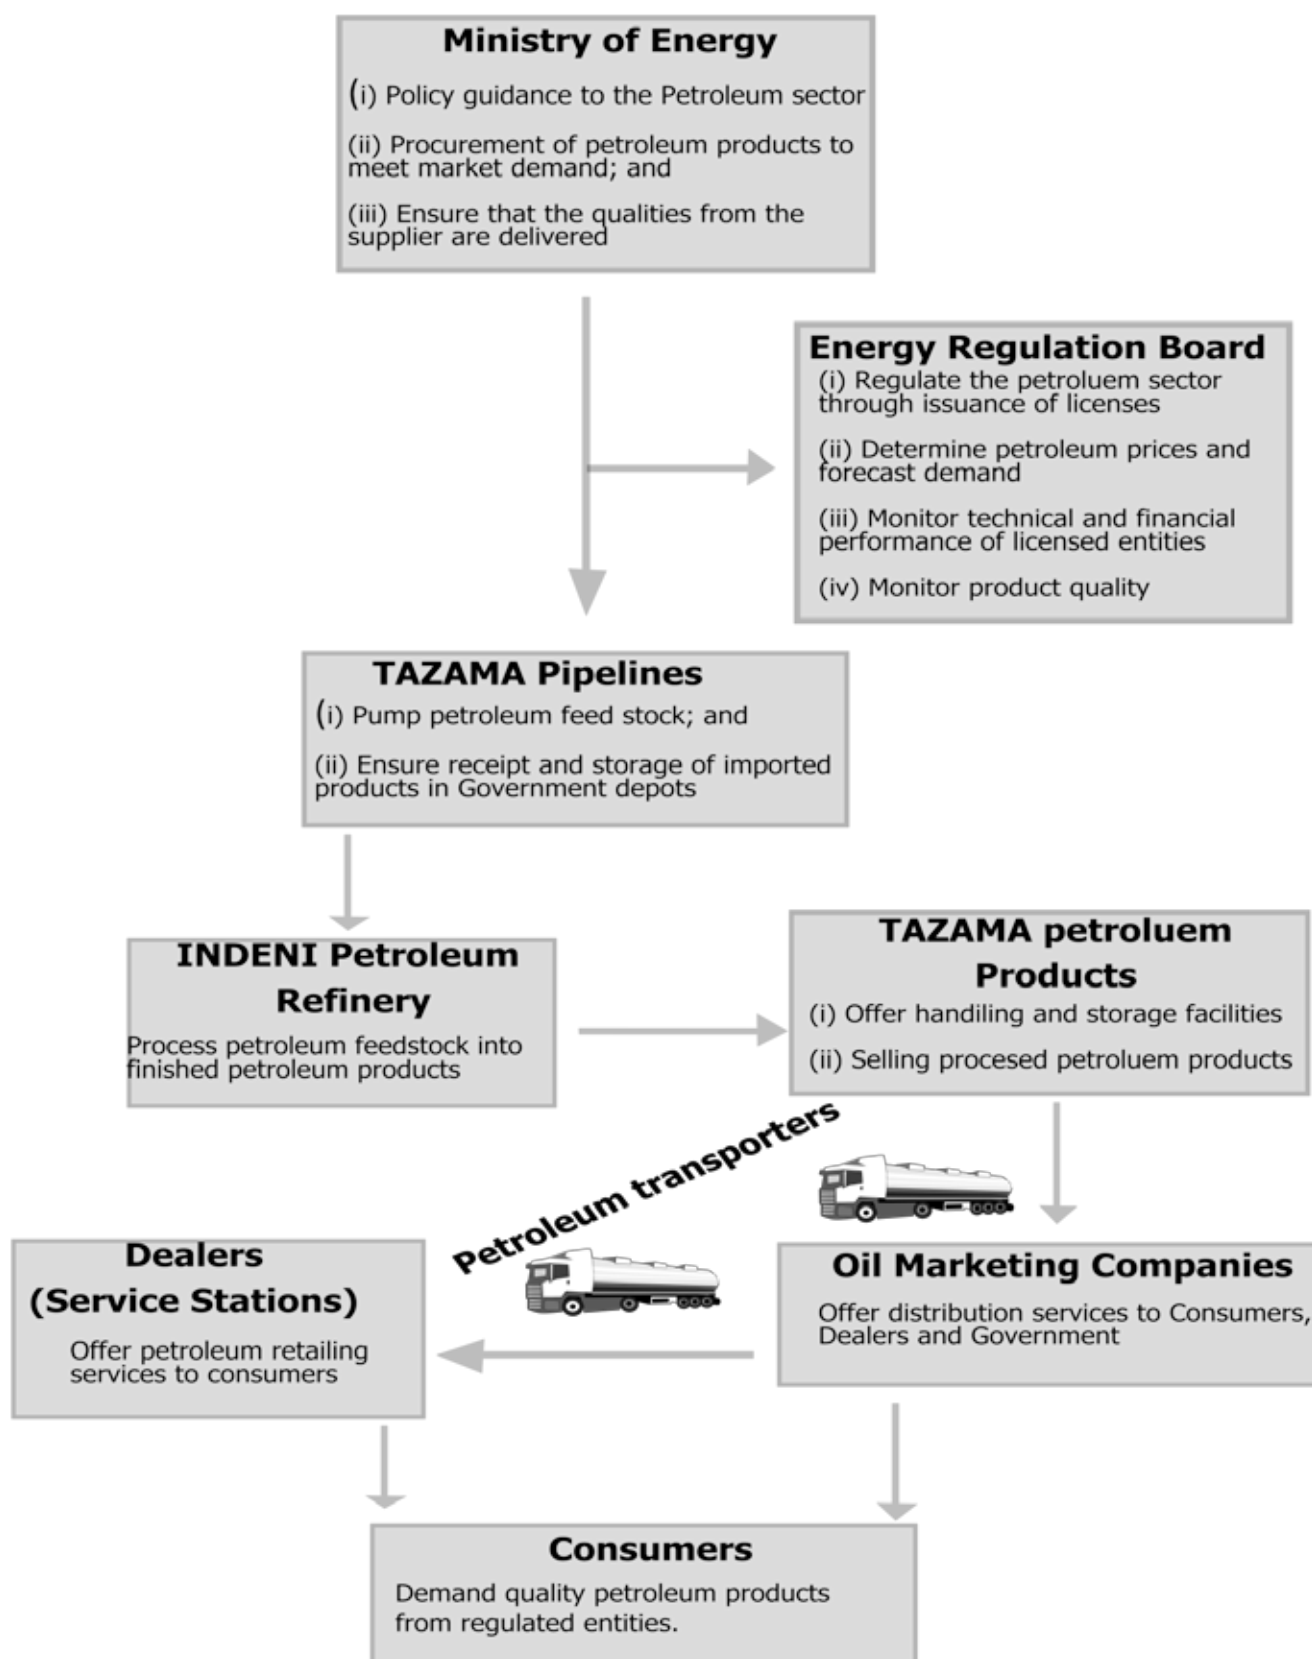 Ministry of Energy
(i) Policy guidance to the Petroleum sector
(ii) Procurement of petroleum products to
meet market demand; and
(iii) Ensure that the qualities from the
supplier are delivered
Energy Regulation Board
(i) Regulate the petroluem sector
through issuance of licenses
(ii) Determine petroleum prices and
forecast demand
(iii) Monitor technical and financial
performance of licensed entities
(iv) Monitor product quality
TAZAMA Pipelines
(i) Pump petroleum feed stock; and
(ii) Ensure receipt and storage of imported
products in Government depots
INDENI Petroleum
Refinery
Process petroleum feedstock into
finished petroleum products
TAZAMA petroluem
Products
(i) Offer handiling and storage facilities
(ii) Selling procesed petroluem products
Petroleum transporters
Dealers
(Service Stations)
Offer petroleum retailing
services to consumers
Oil Marketing Companies
Offer distribution services to Consumers,
Dealers and Government
Consumers
Demand quality petroleum products
from regulated entities.